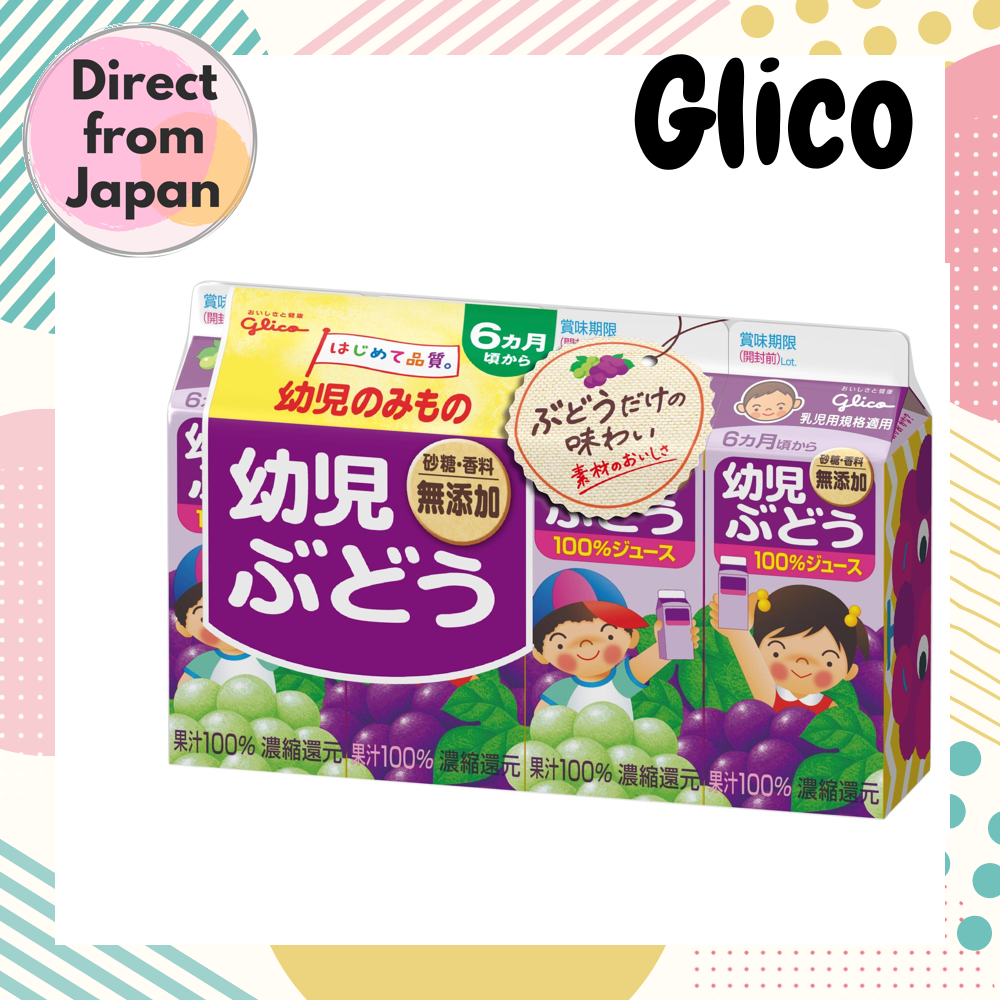 Direct
from
Japan
Glico
おいしさと健康
glico
はじめて品質。
幼児のみもの
6カ月
頃から
幼児
ぶどう
砂糖・香料
無添加
ぶどうだけの
味わい
素材のおいしさ
賞味
(開封
賞味期限
賞味期限
(開封前)Lot.
おいしさと健康
glico
乳児用規格適用
6カ月頃から
幼児
ぶどう
砂糖・香料
無添加
100%ジュース
ぶどう
100%ジュース
果汁100% 濃縮還元
果汁100% 濃縮還元
果汁100% 濃縮還元
果汁100% 濃縮還元